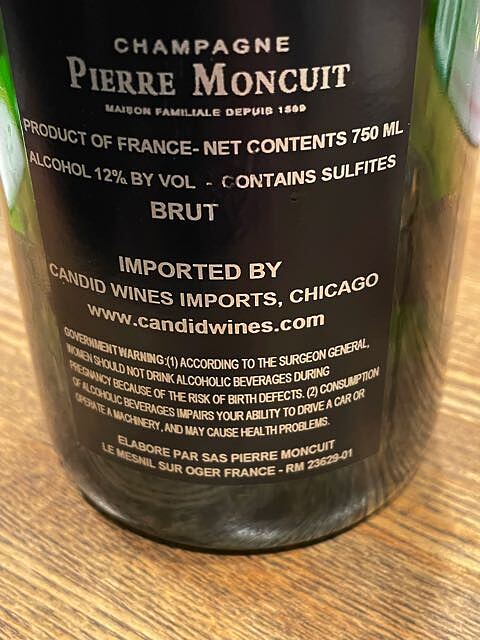 CHAMPAGNE
PIERRE MONCUIT
MAISON FAMILIALE DEPUIS 1889
PRODUCT OF FRANCE- NET CONTENTS 750 ML
ALCOHOL 12% BY VOL - CONTAINS SULFITES
BRUT
IMPORTED BY
CANDID WINES IMPORTS, CHICAGO
www.candidwines.com
GOVERNMENT WARNING:(1) ACCORDING TO THE SURGEON GENERAL,
WOMEN SHOULD NOT DRINK ALCOHOLIC BEVERAGES DURING
PREGNANCY BECAUSE OF THE RISK OF BIRTH DEFECTS. (2) CONSUMPTION
OF ALCOHOLIC BEVERAGES IMPAIRS YOUR ABILITY TO DRIVE A CAR OR
OPERATE A MACHINERY, AND MAY CAUSE HEALTH PROBLEMS.
ELABORE PAR SAS PIERRE MONCUIT
LE MESNIL SUR OGER FRANCE - RM 23629-01